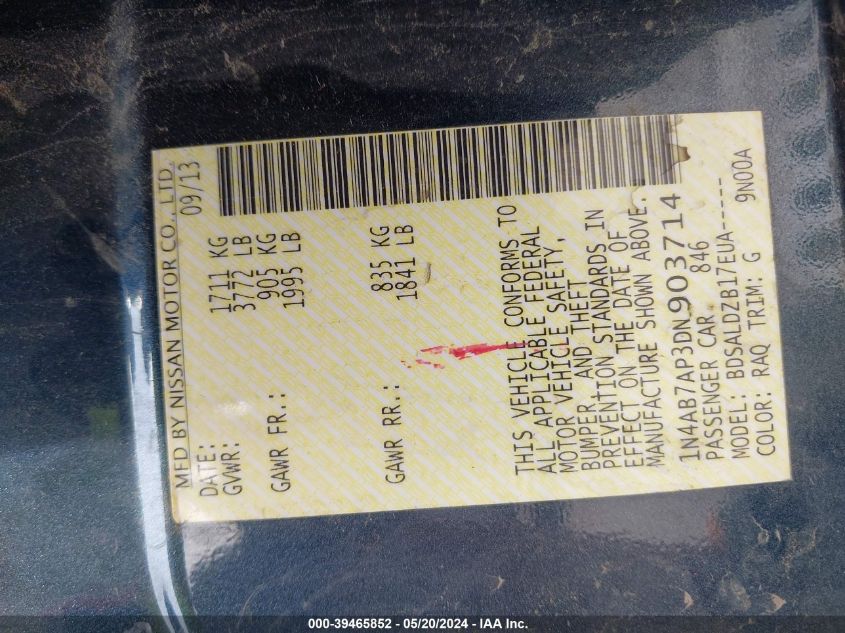 MFD BY NISSAN MOTOR CO., LTD.
DATE: 09/13
GVWR: 1711 KG
3772 LB
GAWR FR.: 905 KG
1995 LB
GAWR RR.: 835 KG
1841 LB
THIS VEHICLE CONFORMS TO
ALL APPLICABLE FEDERAL
MOTOR VEHICLE SAFETY,
BUMPER AND THEFT
PREVENTION STANDARDS IN
EFFECT ON THE DATE OF
MANUFACTURE SHOWN ABOVE.
1N4AB7AP3DN903714
PASSENGER CAR 846
MODEL: BDSALDZB17EUA-----
COLOR: RAQ TRIM: G 9N00A
000-39465852 - 05/20/2024 - IAA Inc.